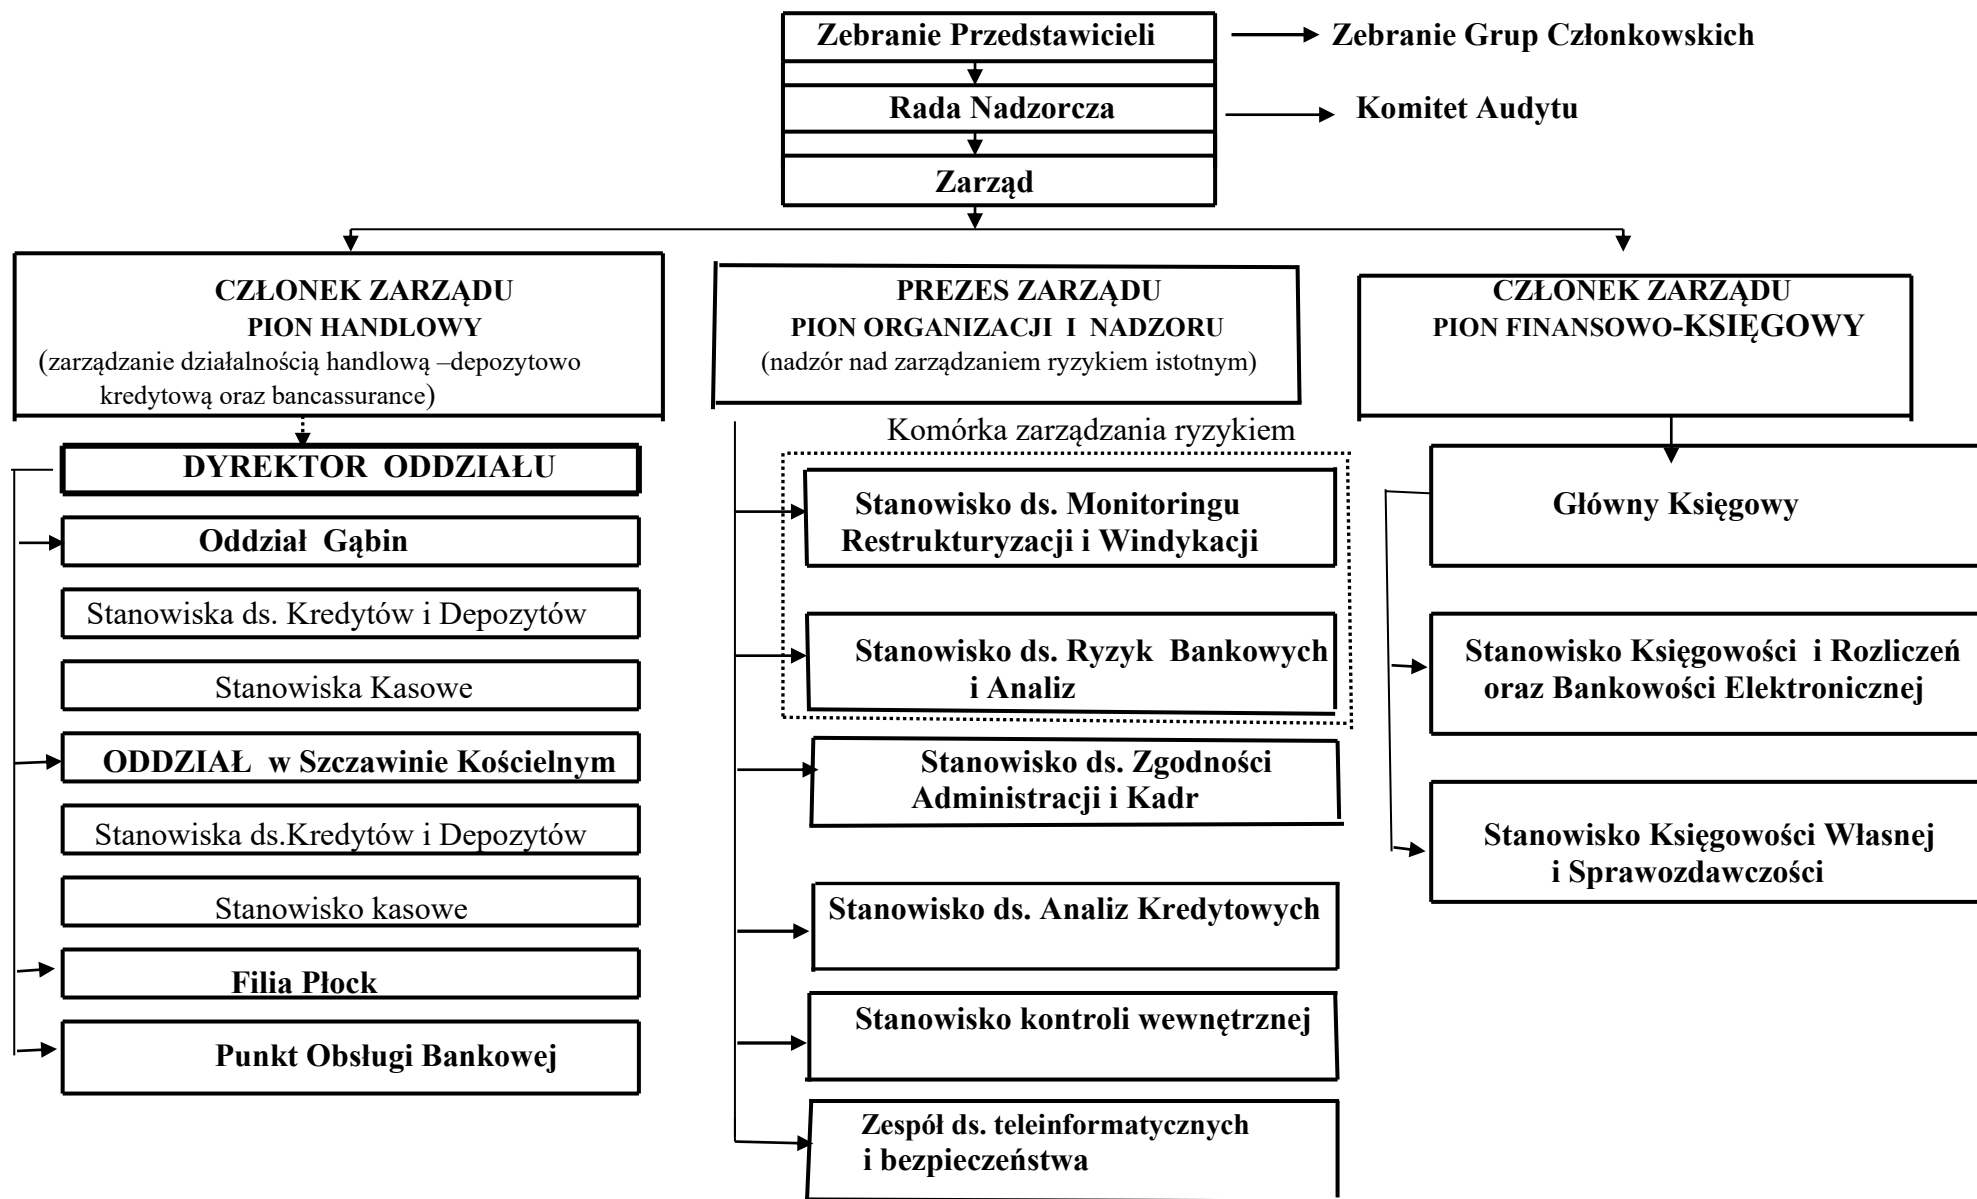 Zebranie Przedstawicieli
Zebranie Grup Członkowskich
Rada Nadzorcza
Komitet Audytu
Zarząd
CZŁONEK ZARZĄDU
PION HANDLOWY
(zarządzanie działalnością handlową –depozytowo
kredytową oraz bancassurance)
DYREKTOR ODDZIAŁU
Oddział Gąbin
Stanowiska ds. Kredytów i Depozytów
Stanowiska Kasowe
ODDZIAŁ w Szczawinie Kościelnym
Stanowiska ds.Kredytów i Depozytów
Stanowisko kasowe
Filia Płock
Punkt Obsługi Bankowej
PREZES ZARZĄDU
PION ORGANIZACJI I NADZORU
(nadzór nad zarządzaniem ryzykiem istotnym)
Komórka zarządzania ryzykiem
Stanowisko ds. Monitoringu
Restrukturyzacji i Windykacji
Stanowisko ds. Ryzyk Bankowych
i Analiz
Stanowisko ds. Zgodności
Administracji i Kadr
Stanowisko ds. Analiz Kredytowych
Stanowisko kontroli wewnętrznej
Zespół ds. teleinformatycznych
i bezpieczeństwa
CZŁONEK ZARZĄDU
PION FINANSOWO-KSIĘGOWY
Główny Księgowy
Stanowisko Księgowości i Rozliczeń
oraz Bankowości Elektronicznej
Stanowisko Księgowości Własnej
i Sprawozdawczości